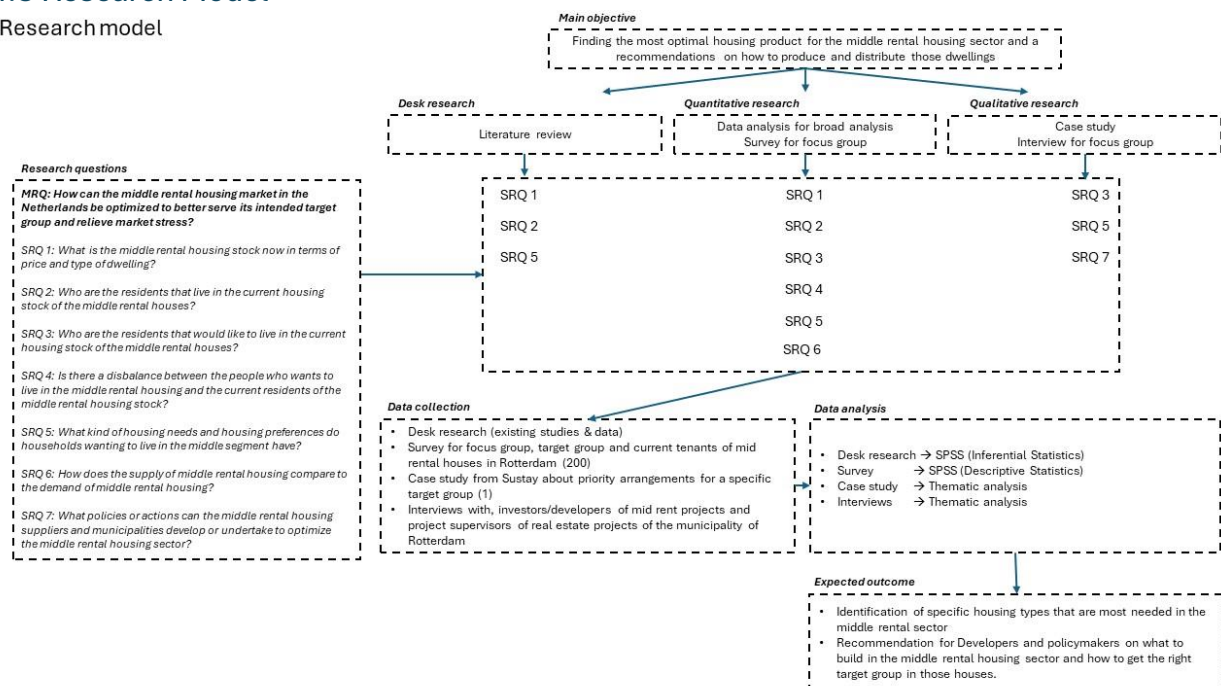 Research Model
Research model
Main objective
Finding the most optimal housing product for the middle rental housing sector and a
recommendations on how to produce and distribute those dwellings
Desk research
Literature review
Quantitative research
Data analysis for broad analysis
Survey for focus group
Qualitative research
Case study
Interview for focus group
Research questions
MRQ: How can the middle rental housing market in the
Netherlands be optimized to better serve its intended target
group and relieve market stress?
SRQ 1: What is the middle rental housing stock now in terms of
price and type of dwelling?
SRQ 2: Who are the residents that live in the current housing
stock of the middle rental houses?
SRQ 3: Who are the residents that would like to live in the current
housing stock of the middle rental houses?
SRQ 4: Is there a disbalance between the people who wants to
live in the middle rental housing and the current residents of the
middle rental housing stock?
SRQ 5: What kind of housing needs and housing preferences do
households wanting to live in the middle segment have?
SRQ 6: How does the supply of middle rental housing compare to
the demand of middle rental housing?
SRQ 7: What policies or actions can the middle rental housing
suppliers and municipalities develop or undertake to optimize
the middle rental housing sector?
SRQ 1
SRQ 2
SRQ 5
SRQ 1
SRQ 2
SRQ 3
SRQ 4
SRQ 5
SRQ 6
SRQ 3
SRQ 5
SRQ 7
Data collection
• Desk research (existing studies & data)
• Survey for focus group, target group and current tenants of mid
rental houses in Rotterdam (200)
• Case study from Sustay about priority arrangements for a specific
target group (1)
• Interviews with, investors/developers of mid rent projects and
project supervisors of real estate projects of the municipality of
Rotterdam
Data analysis
• Desk research → SPSS (Inferential Statistics)
• Survey → SPSS (Descriptive Statistics)
• Case study → Thematic analysis
• Interviews → Thematic analysis
Expected outcome
• Identification of specific housing types that are most needed in the
middle rental sector
• Recommendation for Developers and policymakers on what to
build in the middle rental housing sector and how to get the right
target group in those houses.